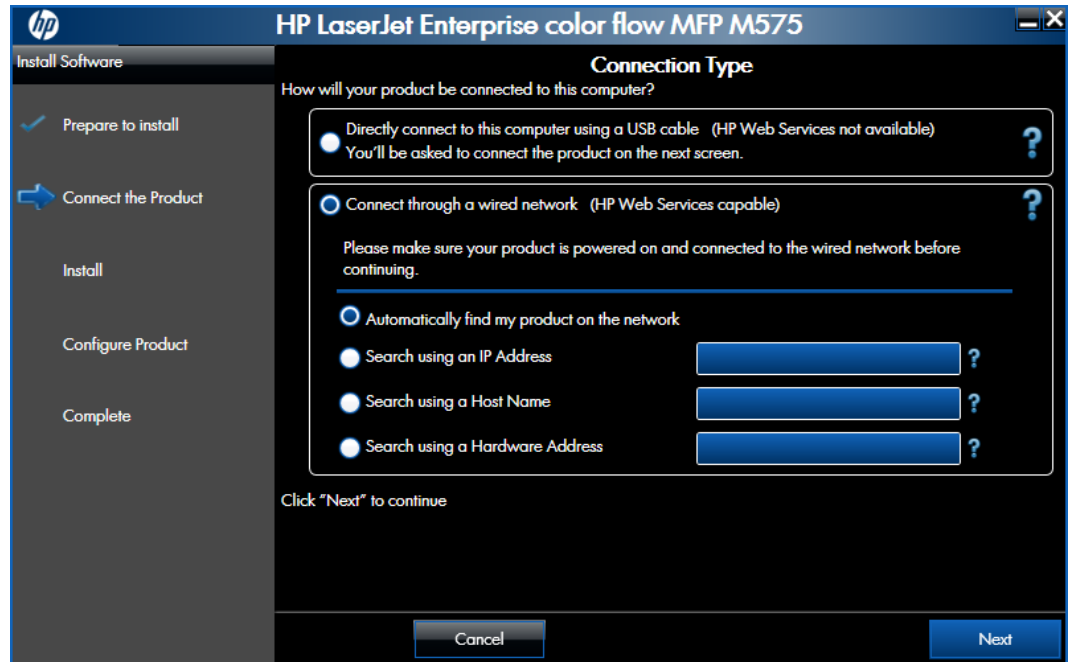 hp
HP LaserJet Enterprise color flow MFP M575
Install Software
Prepare to install
Connect the Product
Install
Configure Product
Complete
Connection Type
How will your product be connected to this computer?
Directly connect to this computer using a USB cable (HP Web Services not available)
You'll be asked to connect the product on the next screen.
?
Connect through a wired network (HP Web Services capable)
?
Please make sure your product is powered on and connected to the wired network before
continuing.
Automatically find my product on the network
Search using an IP Address ?
Search using a Host Name ?
Search using a Hardware Address ?
Click "Next" to continue
Cancel
Next